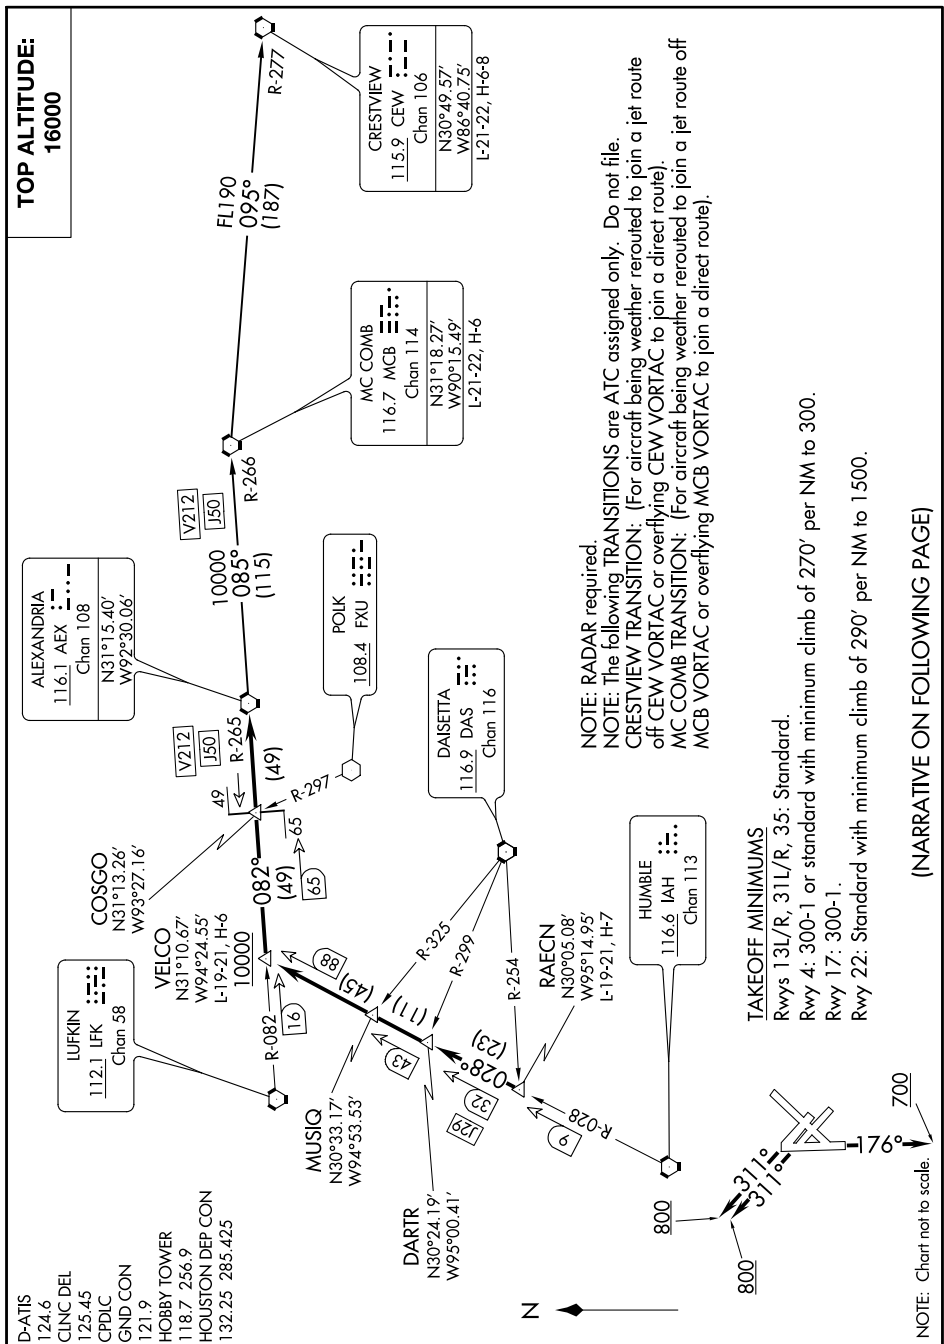 TOP ALTITUDE:
16000
D-ATIS
124.6
CLNC DEL
125.45
CPDLC
GND CON
121.9
HOBBY TOWER
118.7 256.9
HOUSTON DEP CON
132.25 285.425
LUFKIN
112.1 LFK
Chan 58
R-082
16
VELCO
N31°10.67'
W94°24.55'
L-19-21, H-6
10000
COSGO
N31°13.26'
W93°27.16'
082°
(49)
49
65
65
R-297
POLK
108.4 FXU
ALEXANDRIA
116.1 AEX
Chan 108
N31°15.40'
W92°30.06'
V212
J50
R-265
(49)
V212
J50
10000
085°
(115)
R-266
MC COMB
116.7 MCB
Chan 114
N31°18.27'
W90°15.49'
L-21-22, H-6
FL190
095°
(187)
R-277
CRESTVIEW
115.9 CEW
Chan 106
N30°49.57'
W86°40.75'
L-21-22, H-6-8
MUSIQ
N30°33.17'
W94°53.53'
88
(45)
R-325
DARTR
N30°24.19'
W95°00.41'
43
(11)
R-299
DAISETTA
116.9 DAS
Chan 116
R-254
J29
32
028°
(23)
RAECN
N30°05.08'
W95°14.95'
L-19-21, H-7
9
R-028
HUMBLE
116.6 IAH
Chan 113
N
800
800
311°
311°
176°
700
NOTE: RADAR required.
NOTE: The following TRANSITIONS are ATC assigned only. Do not file.
CRESTVIEW TRANSITION: (For aircraft being weather rerouted to join a jet route
off CEW VORTAC or overflying CEW VORTAC to join a direct route).
MC COMB TRANSITION: (For aircraft being weather rerouted to join a jet route off
MCB VORTAC or overflying MCB VORTAC to join a direct route).
TAKEOFF MINIMUMS
Rwys 13L/R, 31L/R, 35: Standard.
Rwy 4: 300-1 or standard with minimum climb of 270' per NM to 300.
Rwy 17: 300-1.
Rwy 22: Standard with minimum climb of 290' per NM to 1500.
(NARRATIVE ON FOLLOWING PAGE)
NOTE: Chart not to scale.